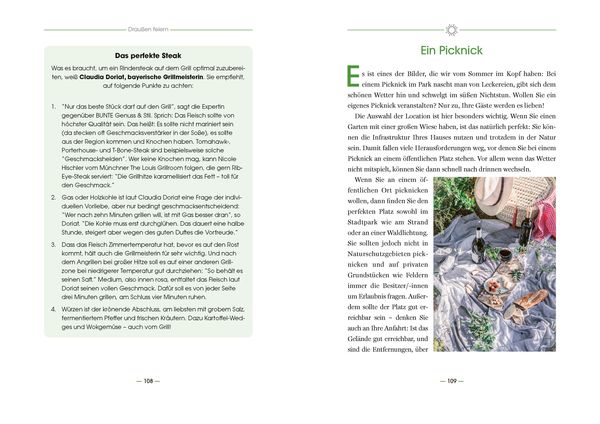 Draußen feiern
Das perfekte Steak
Was es braucht, um ein Rindersteak auf dem Grill optimal zuzuberei-
ten, weiß Claudia Doriat, bayerische Grillmeisterin. Sie empfiehlt,
auf folgende Punkte zu achten:
1. "Nur das beste Stück darf auf den Grill", sagt die Expertin
gegenüber BUNTE Genuss & Stil. Sprich: Das Fleisch sollte von
höchster Qualität sein. Das heißt: Es sollte nicht mariniert sein
(da stecken oft Geschmacksverstärker in der Soße), es sollte
aus der Region kommen und Knochen haben. Tomahawk-,
Porterhouse- und T-Bone-Steak sind beispielsweise solche
"Geschmackshelden". Wer keine Knochen mag, kann Nicole
Hischler vom Münchner The Louis Grillroom folgen, die gern Rib-
Eye-Steak serviert: "Die Grillhitze karamellisiert das Fett – toll für
den Geschmack."
2. Gas oder Holzkohle ist laut Claudia Doriat eine Frage der indivi-
duellen Vorliebe, aber nur bedingt geschmacksentscheidend:
"Wer nach zehn Minuten grillen will, ist mit Gas besser dran", so
Doriat. "Die Kohle muss erst durchglühen. Das dauert eine halbe
Stunde, steigert aber wegen des guten Duftes die Vorfreude."
3. Dass das Fleisch Zimmertemperatur hat, bevor es auf den Rost
kommt, hält auch die Grillmeisterin für sehr wichtig. Und nach
dem Angrillen bei großer Hitze soll es auf einer anderen Grill-
zone bei niedrigerer Temperatur gut durchziehen: "So behält es
seinen Saft." Medium, also innen rosa, entfaltet das Fleisch laut
Doriat seinen vollen Geschmack. Dafür soll es von jeder Seite
drei Minuten grillen, am Schluss vier Minuten ruhen.
4. Würzen ist der krönende Abschluss, am liebsten mit grobem Salz,
fermentiertem Pfeffer und frischen Kräutern. Dazu Kartoffel-Wed-
ges und Wokgemüse – auch vom Grill!
— 108 —
Ein Picknick
Es ist eines der Bilder, die wir vom Sommer im Kopf haben: Bei
einem Picknick im Park nascht man von Leckereien, gibt sich dem
schönen Wetter hin und schwelgt im süßen Nichtstun. Wollen Sie ein
eigenes Picknick veranstalten? Nur zu, Ihre Gäste werden es lieben!
Die Auswahl der Location ist hier besonders wichtig. Wenn Sie einen
Garten mit einer großen Wiese haben, ist das natürlich perfekt: Sie kön-
nen die Infrastruktur Ihres Hauses nutzen und trotzdem in der Natur
sein. Damit fallen viele Herausforderungen weg, vor denen Sie bei einem
Picknick an einem öffentlichen Platz stehen. Vor allem wenn das Wetter
nicht mitspielt, können Sie dann schnell nach drinnen wechseln.
Wenn Sie an einem öf-
fentlichen Ort picknicken
wollen, dann finden Sie den
perfekten Platz sowohl im
Stadtpark wie am Strand
oder an einer Waldlichtung.
Sie sollten jedoch nicht in
Naturschutzgebieten pick-
nicken und auf privaten
Grundstücken wie Feldern
immer die Besitzer/-innen
um Erlaubnis fragen. Außer-
dem sollte der Platz gut er-
reichbar sein – denken Sie
auch an Ihre Anfahrt: Ist das
Gelände gut erreichbar, und
sind die Entfernungen, über
— 109 —